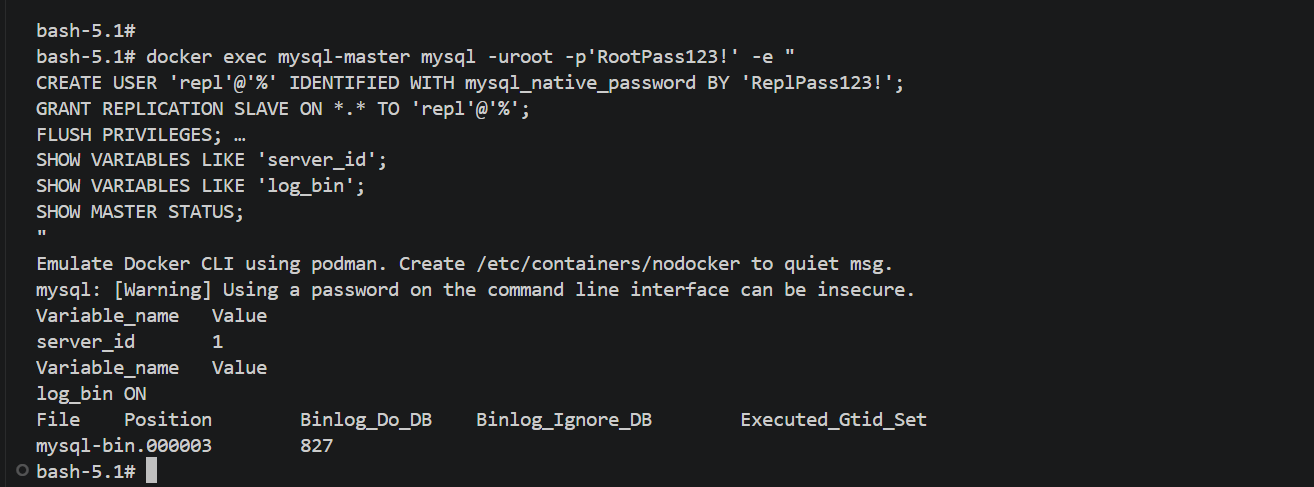 bash-5.1#
bash-5.1# docker exec mysql-master mysql -uroot -p'RootPass123!' -e "
CREATE USER 'repl'@'%' IDENTIFIED WITH mysql_native_password BY 'ReplPass123!';
GRANT REPLICATION SLAVE ON *.* TO 'repl'@'%';
FLUSH PRIVILEGES; …
SHOW VARIABLES LIKE 'server_id';
SHOW VARIABLES LIKE 'log_bin';
SHOW MASTER STATUS;
"
Emulate Docker CLI using podman. Create /etc/containers/nodocker to quiet msg.
mysql: [Warning] Using a password on the command line interface can be insecure.
Variable_name   Value
server_id       1
Variable_name   Value
log_bin ON
File    Position        Binlog_Do_DB    Binlog_Ignore_DB        Executed_Gtid_Set
mysql-bin.000003        827
bash-5.1#